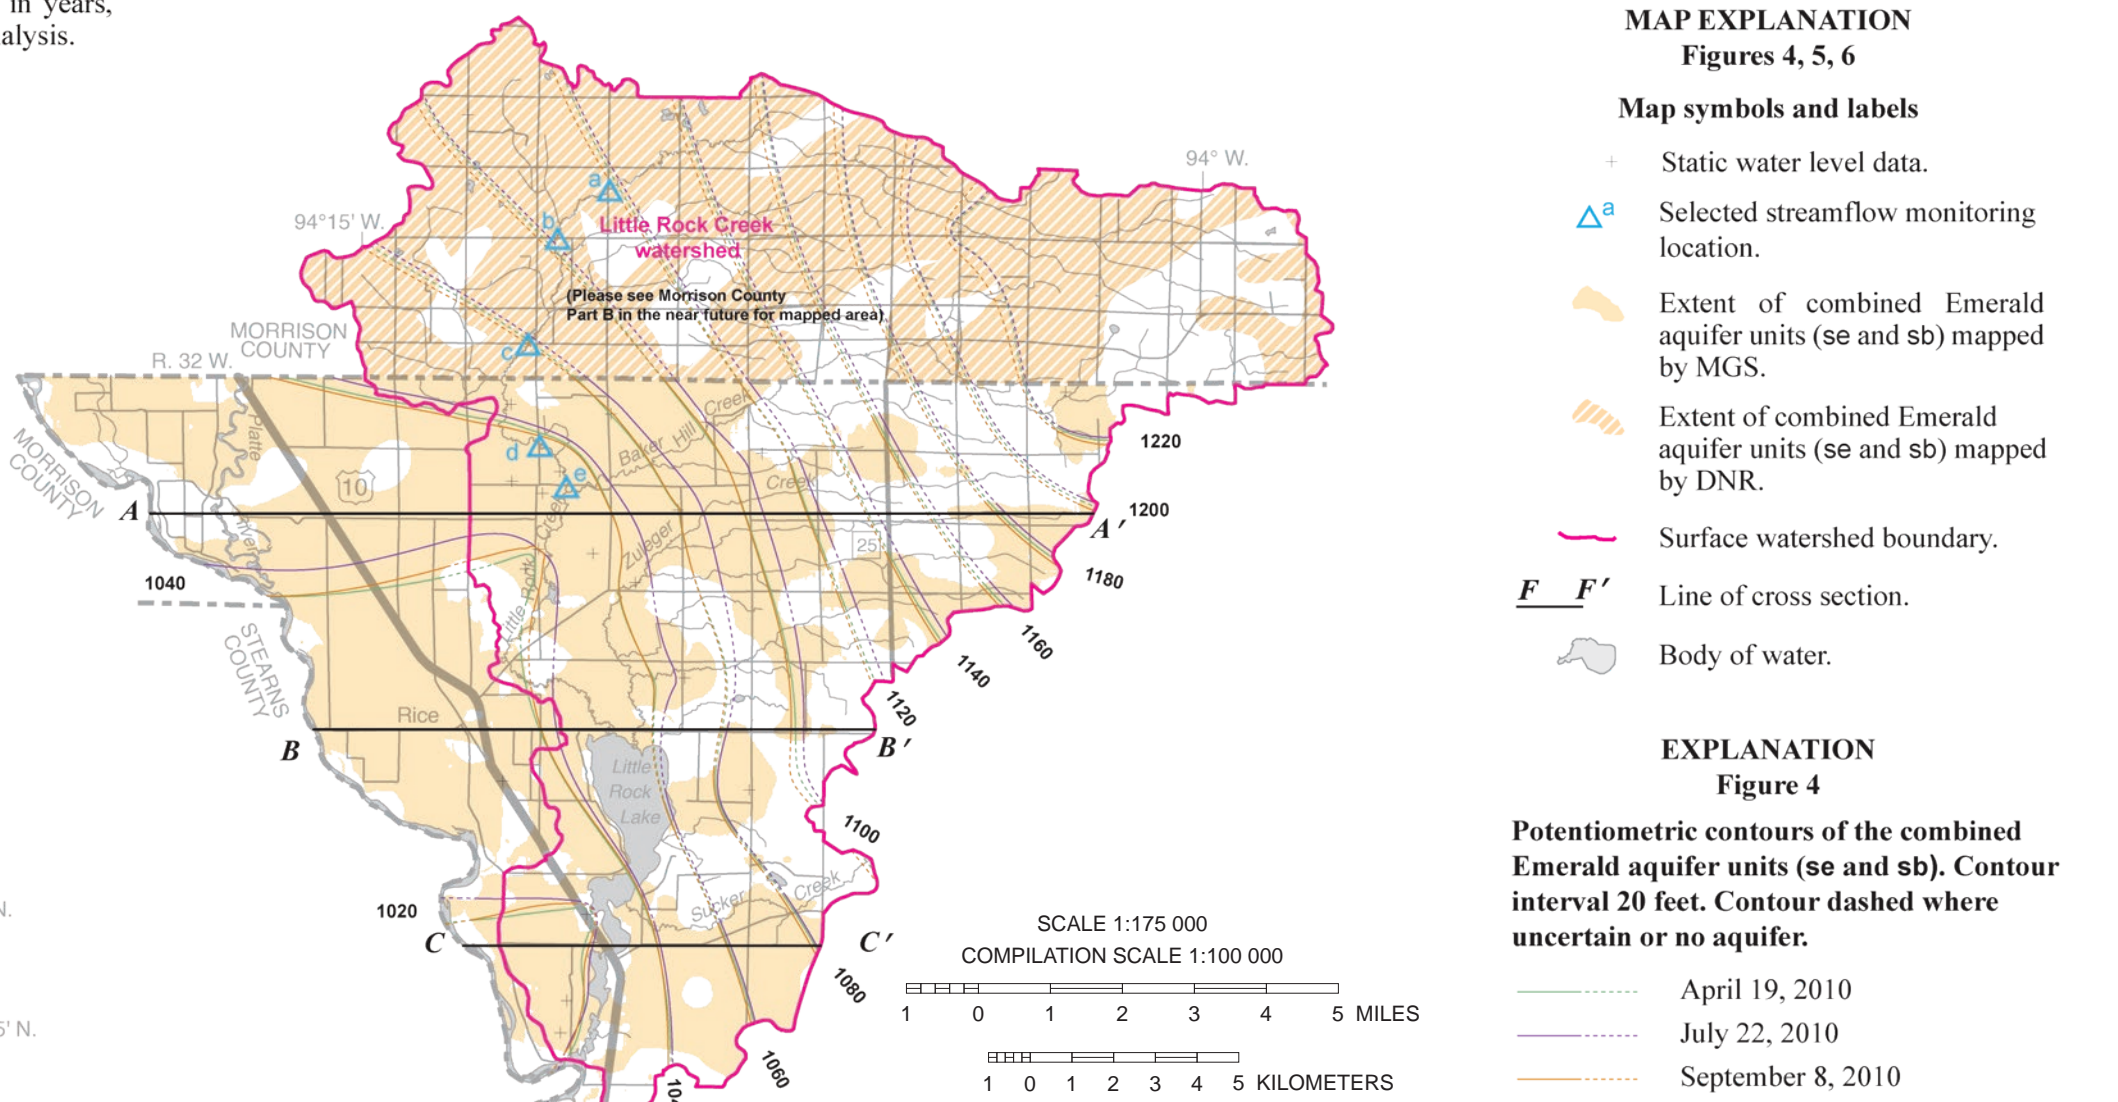 in years,
alysis.
94° W.
94°15' W.
a
b
Little Rock Creek
watershed
(Please see Morrison County
Part B in the near future for mapped area)
MORRISON
COUNTY
c
R. 32 W.
Platte
River
MORRISON
COUNTY
10
d
e
Baker
Hill
Creek
Creek
Creek
Zuleger
Little Rock
25
A
A'
1220
1200
1180
1160
1140
1120
1100
1080
1060
1040
STEARNS
COUNTY
Rice
B
B'
Little
Rock
Lake
Sucker
Creek
1020
C
C'
N.
5' N.
SCALE 1:175 000
COMPILATION SCALE 1:100 000
1 0 1 2 3 4 5 MILES
1 0 1 2 3 4 5 KILOMETERS
MAP EXPLANATION
Figures 4, 5, 6
Map symbols and labels
Static water level data.
a
Selected streamflow monitoring
location.
Extent of combined Emerald
aquifer units (se and sb) mapped
by MGS.
Extent of combined Emerald
aquifer units (se and sb) mapped
by DNR.
Surface watershed boundary.
F F'
Line of cross section.
Body of water.
EXPLANATION
Figure 4
Potentiometric contours of the combined
Emerald aquifer units (se and sb). Contour
interval 20 feet. Contour dashed where
uncertain or no aquifer.
April 19, 2010
July 22, 2010
September 8, 2010